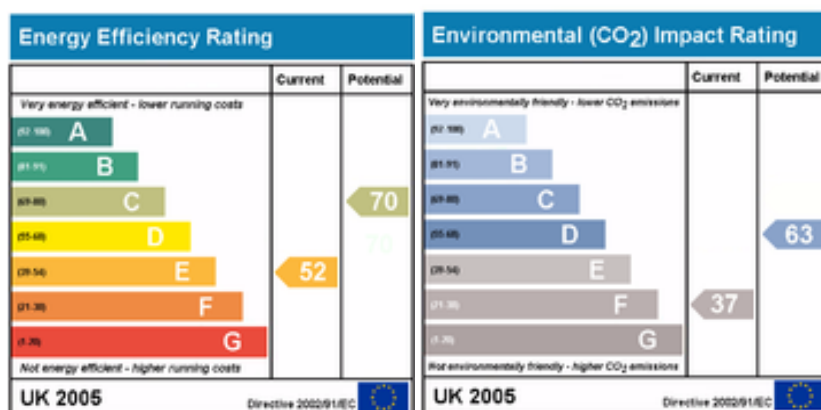 Energy Efficiency Rating
Current Potential
Very energy efficient - lower running costs
(92-100) A
(81-91) B
(69-80) C
70
(55-68) D
70
(39-54) E
52
(21-38) F
(1-20) G
Not energy efficient - higher running costs
UK 2005
Directive 2002/91/EC
Environmental (CO2) Impact Rating
Current Potential
Very environmentally friendly - lower CO2 emissions
(92-100) A
(81-91) B
(69-80) C
(55-68) D
63
(39-54) E
(21-38) F
37
(1-20) G
Not environmentally friendly - higher CO2 emissions
UK 2005
Directive 2002/91/EC